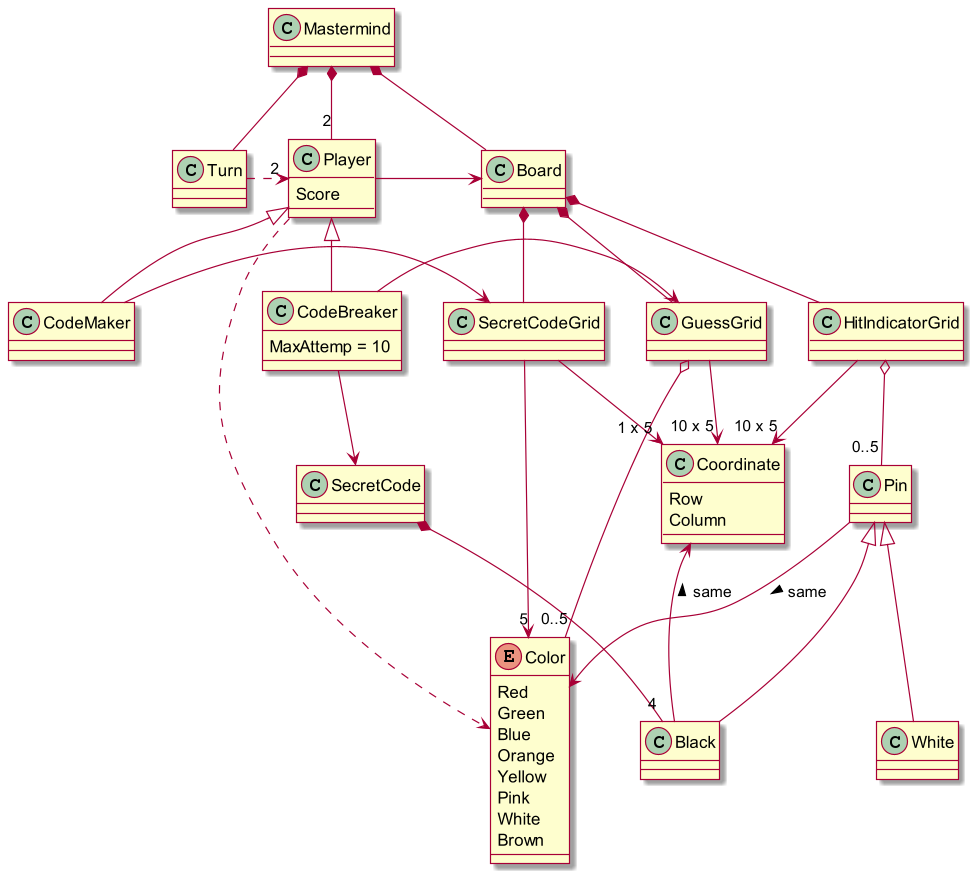 C Mastermind
2
C Turn
2
C Player
Score
C Board
C CodeMaker
C CodeBreaker
MaxAttemp = 10
C SecretCodeGrid
C GuessGrid
C HitIndicatorGrid
1 x 5
10 x 5
10 x 5
0..5
C SecretCode
C Coordinate
Row
Column
C Pin
same
same
5
0..5
E Color
Red
Green
Blue
Orange
Yellow
Pink
White
Brown
4
C Black
C White